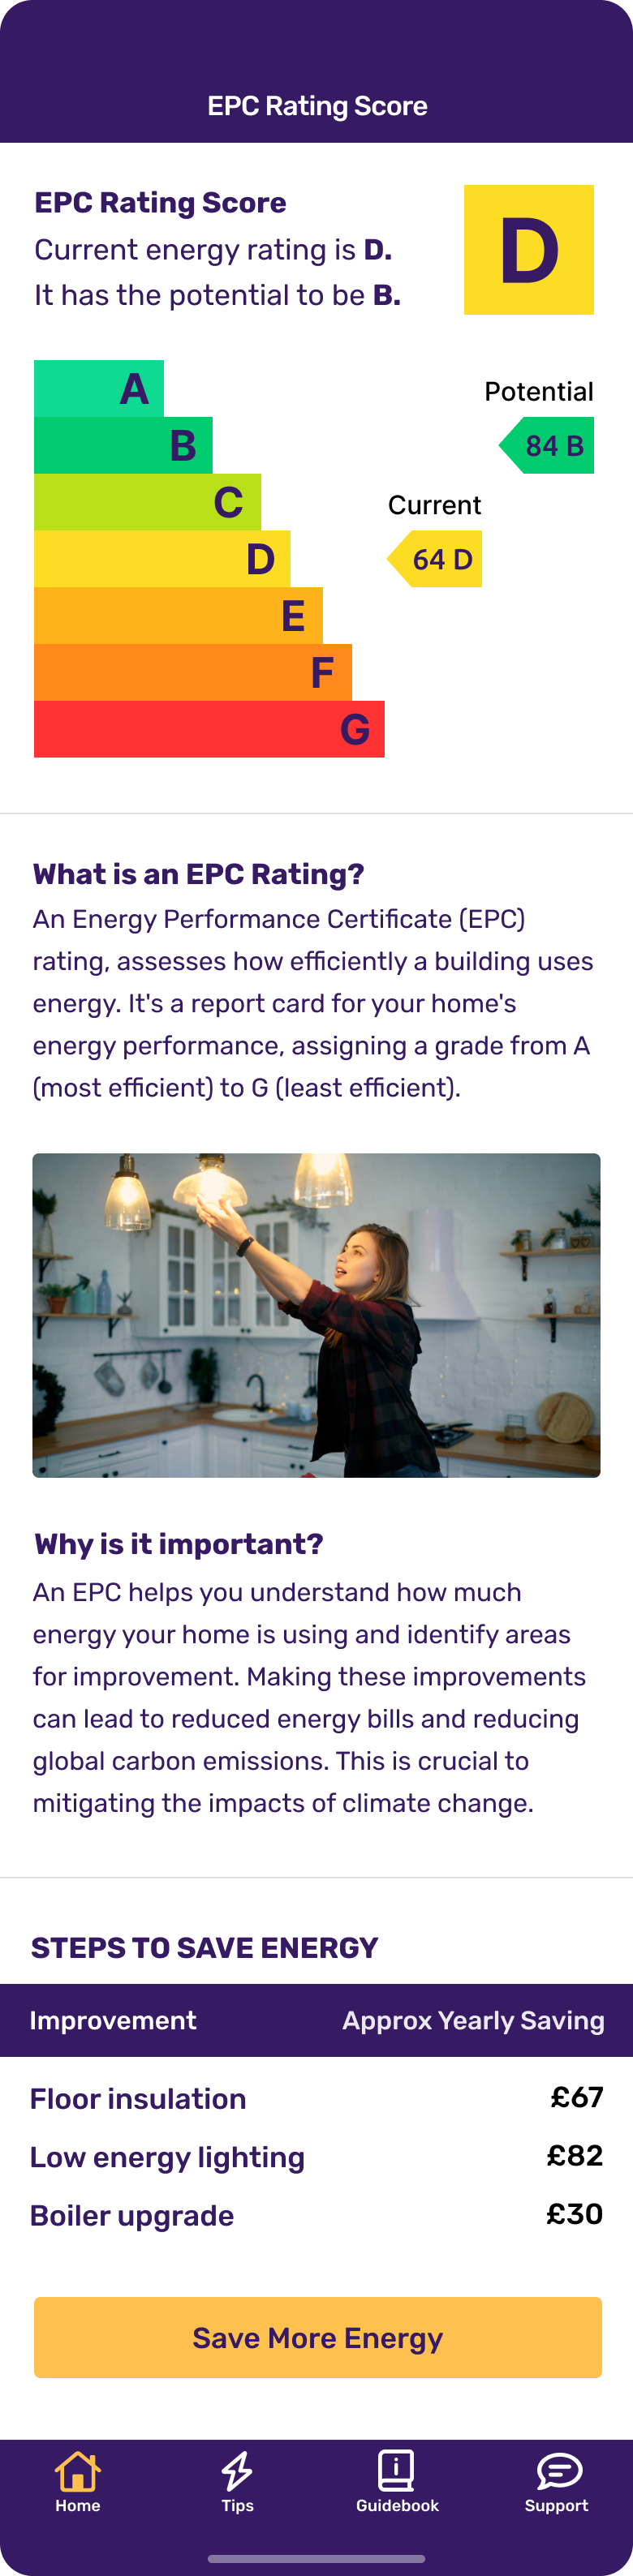 EPC Rating Score
EPC Rating Score
Current energy rating is D.
It has the potential to be B.
D
A
Potential
B
84 B
C
Current
D
64 D
E
F
G
What is an EPC Rating?
An Energy Performance Certificate (EPC)
rating, assesses how efficiently a building uses
energy. It's a report card for your home's
energy performance, assigning a grade from A
(most efficient) to G (least efficient).
Why is it important?
An EPC helps you understand how much
energy your home is using and identify areas
for improvement. Making these improvements
can lead to reduced energy bills and reducing
global carbon emissions. This is crucial to
mitigating the impacts of climate change.
STEPS TO SAVE ENERGY
Improvement Approx Yearly Saving
Floor insulation £67
Low energy lighting £82
Boiler upgrade £30
Save More Energy
Home Tips Guidebook Support